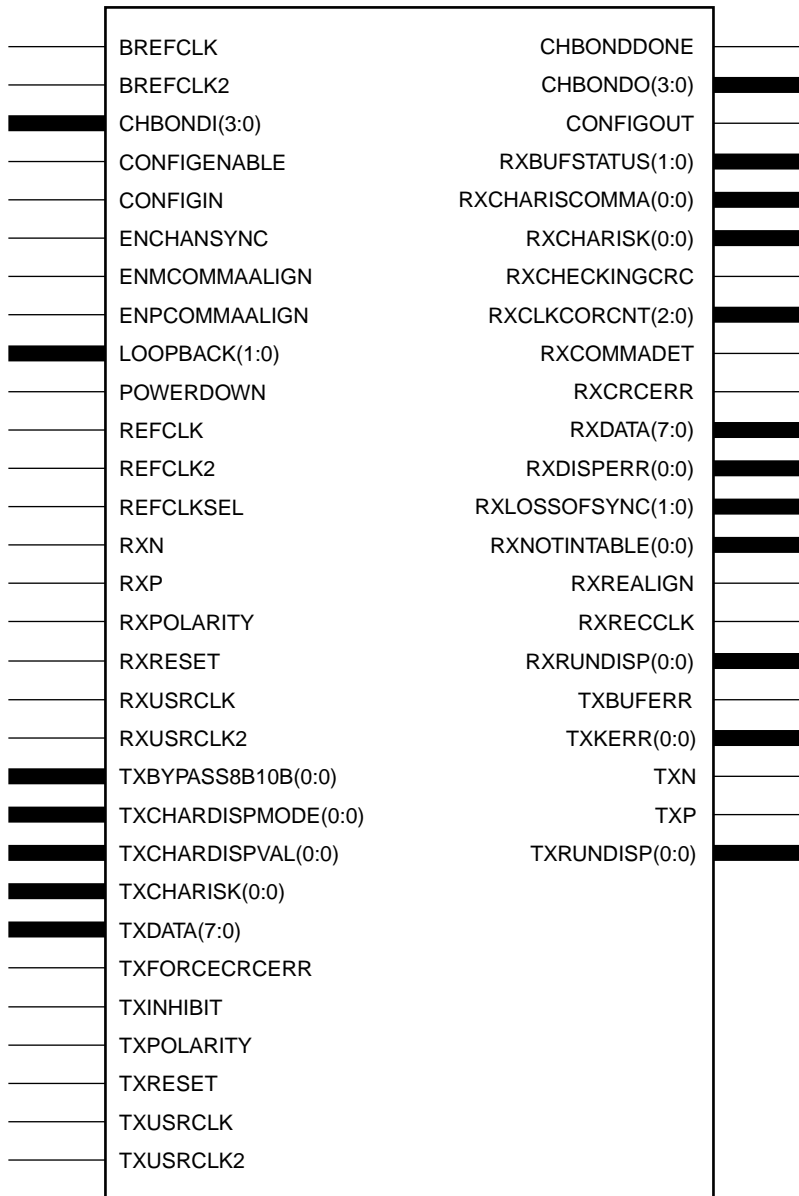 BREFCLK
BREFCLK2
CHBONDI(3:0)
CONFIGENABLE
CONFIGIN
ENCHANSYNC
ENMCOMMAALIGN
ENPCOMMAALIGN
LOOPBACK(1:0)
POWERDOWN
REFCLK
REFCLK2
REFCLKSEL
RXN
RXP
RXPOLARITY
RXRESET
RXUSRCLK
RXUSRCLK2
TXBYPASS8B10B(0:0)
TXCHARDISPMODE(0:0)
TXCHARDISPVAL(0:0)
TXCHARISK(0:0)
TXDATA(7:0)
TXFORCECRCERR
TXINHIBIT
TXPOLARITY
TXRESET
TXUSRCLK
TXUSRCLK2
CHBONDDONE
CHBONDO(3:0)
CONFIGOUT
RXBUFSTATUS(1:0)
RXCHARISCOMMA(0:0)
RXCHARISK(0:0)
RXCHECKINGCRC
RXCLKCORCNT(2:0)
RXCOMMADET
RXCRCERR
RXDATA(7:0)
RXDISPERR(0:0)
RXLOSSOFSYNC(1:0)
RXNOTINTABLE(0:0)
RXREALIGN
RXRECCLK
RXRUNDISP(0:0)
TXBUFERR
TXKERR(0:0)
TXN
TXP
TXRUNDISP(0:0)